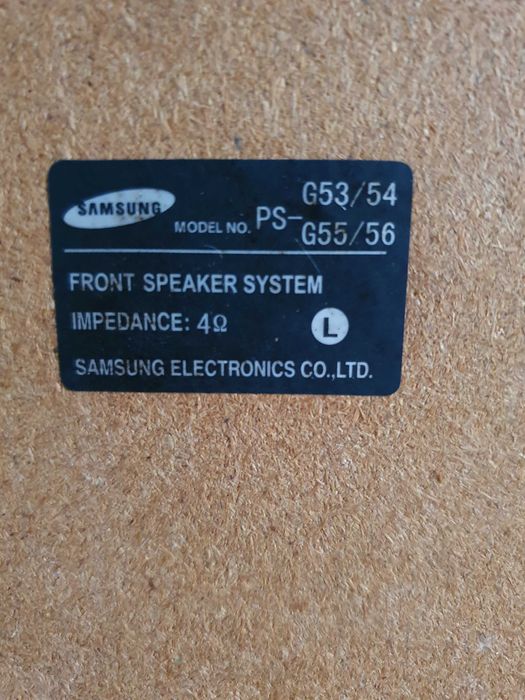 SAMSUNG MODEL NO. PS-G53/54
G55/56
FRONT SPEAKER SYSTEM
IMPEDANCE: 4Ω L
SAMSUNG ELECTRONICS CO.,LTD.